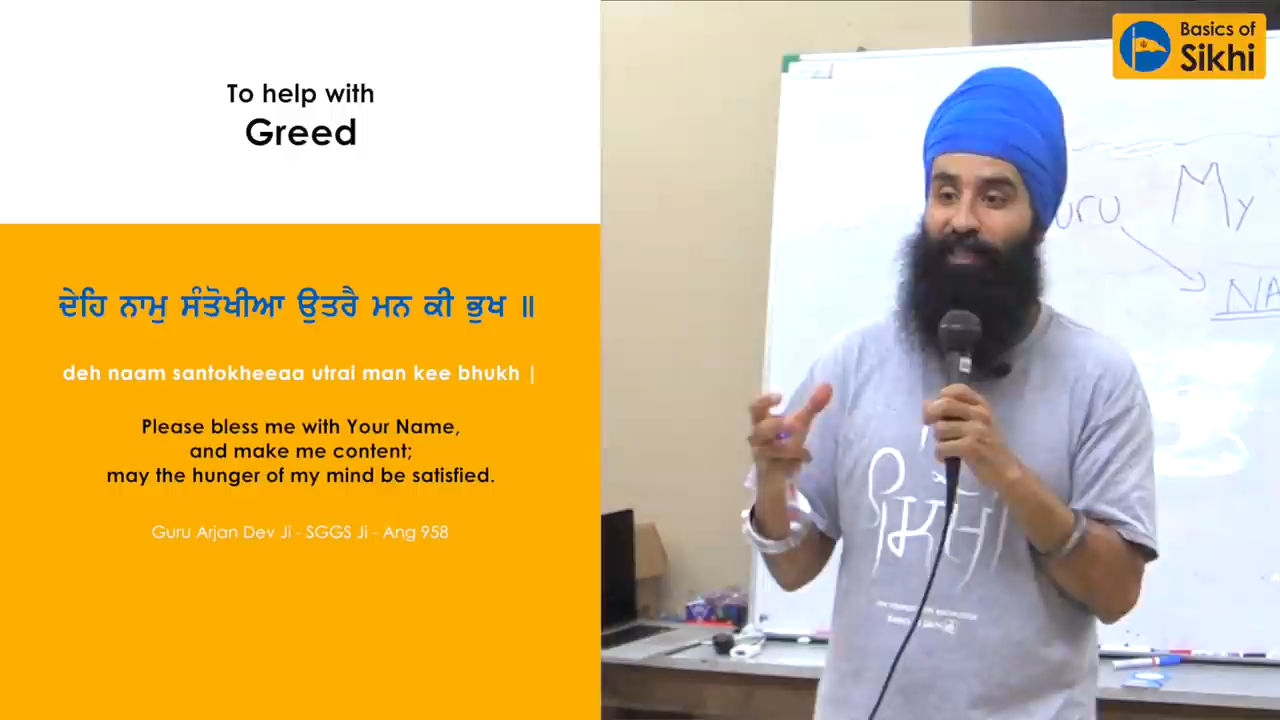 To help with
Greed
ਦੇਹਿ ਨਾਮੁ ਸੰਤੋਖੀਆ ਉਤਰੈ ਮਨ ਕੀ ਭੁਖ ॥
deh naam santokheeaa utrai man kee bhukh |
Please bless me with Your Name,
and make me content;
may the hunger of my mind be satisfied.
Guru Arjan Dev Ji - SGGS Ji - Ang 958
Basics of
Sikhi
My